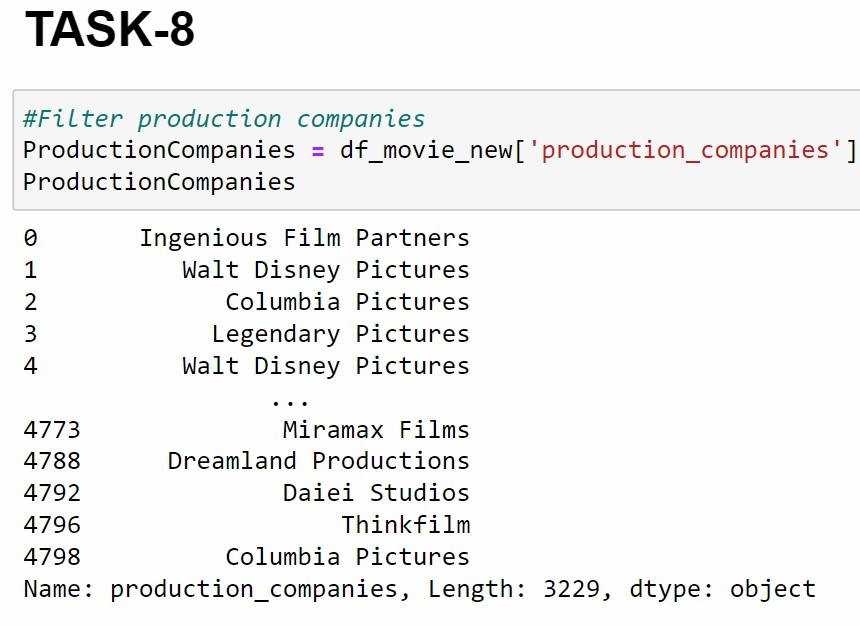 TASK-8
#Filter production companies
ProductionCompanies = df_movie_new['production_companies']
ProductionCompanies
0 Ingenious Film Partners
1 Walt Disney Pictures
2 Columbia Pictures
3 Legendary Pictures
4 Walt Disney Pictures
...
4773 Miramax Films
4788 Dreamland Productions
4792 Daiei Studios
4796 Thinkfilm
4798 Columbia Pictures
Name: production_companies, Length: 3229, dtype: object